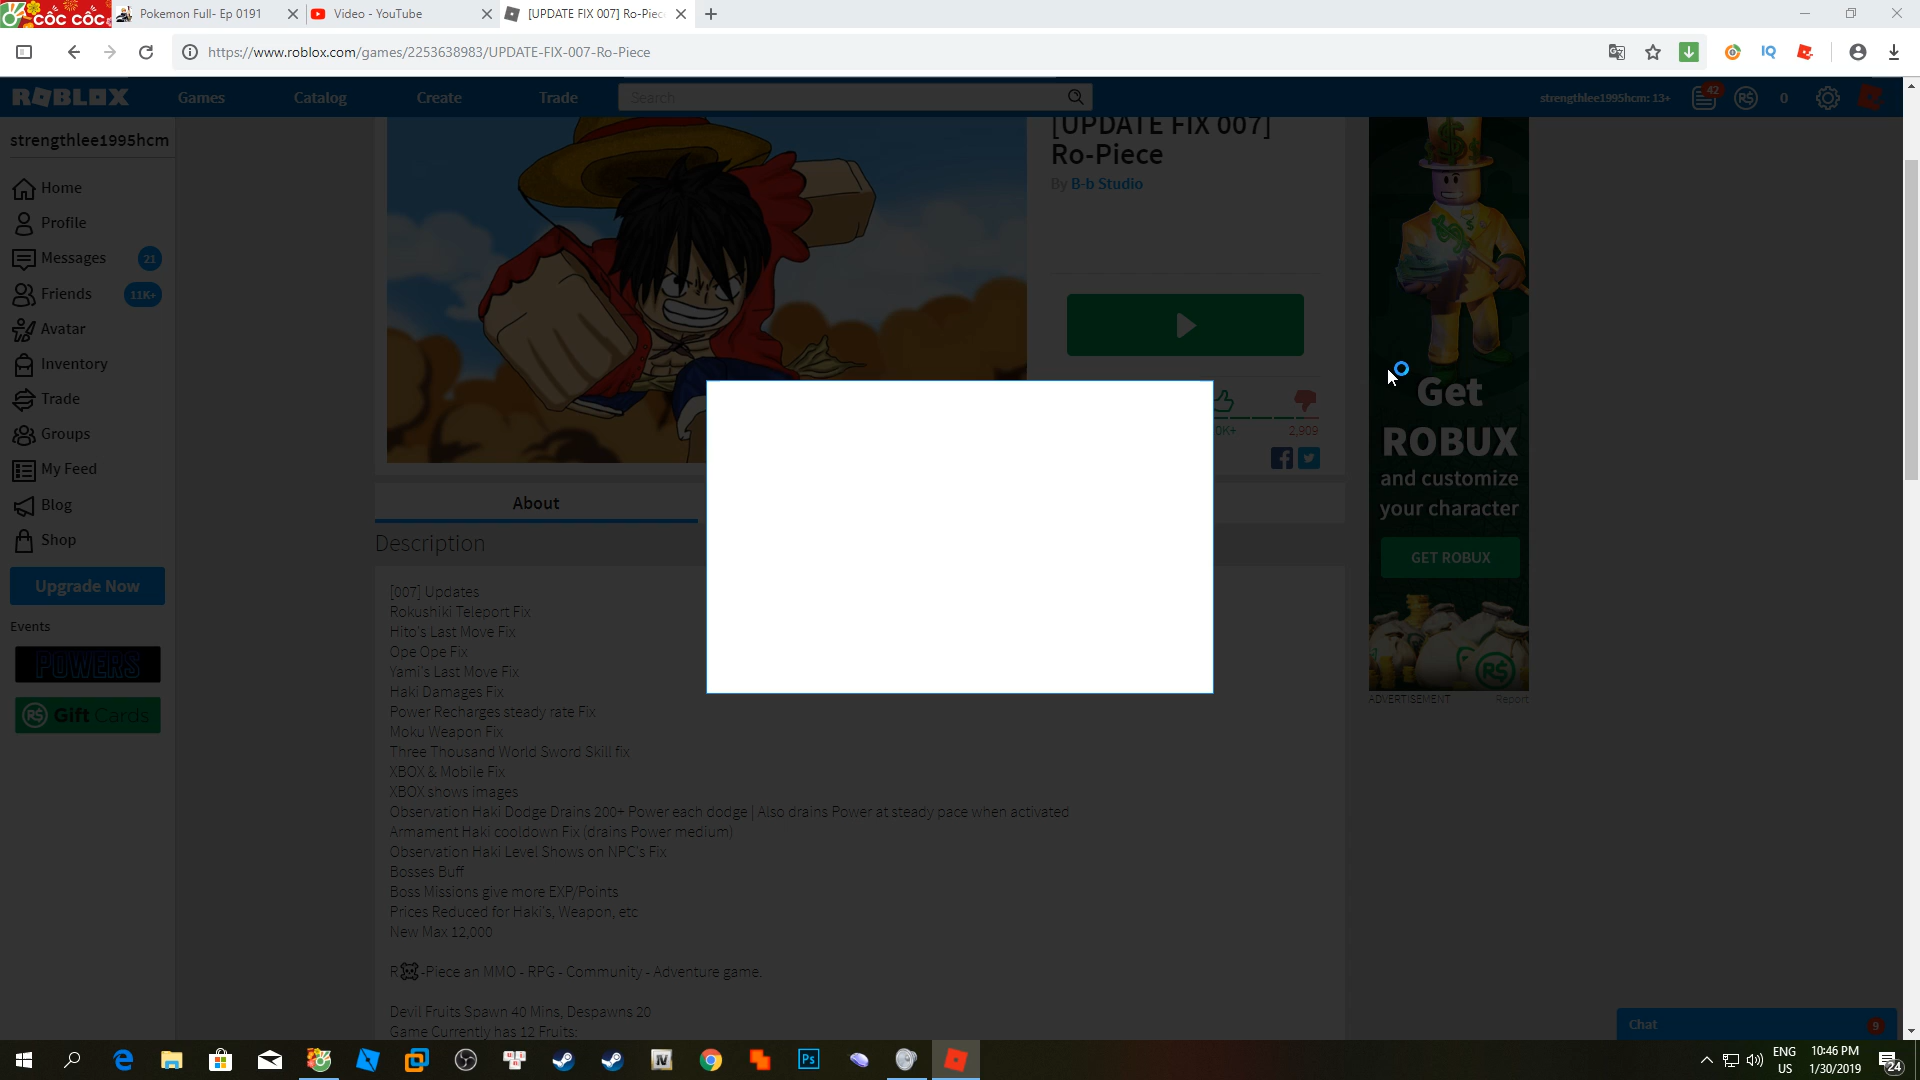 CÔC CÔC
Pokemon Full- Ep 0191
Video - YouTube
[UPDATE FIX 007] Ro-Piec
https://www.roblox.com/games/2253638983/UPDATE-FIX-007-Ro-Piece
ROBLOX
Games
Catalog
Create
Trade
Search
strengthlee1995hcm: 13+
42
0
strengthlee1995hcm
Home
Profile
Messages
21
Friends
11K+
Avatar
Inventory
Trade
Groups
My Feed
Blog
Shop
Upgrade Now
Events
POWERS
R$ Gift Cards
[UPDATE FIX 007]
Ro-Piece
By B-b Studio
0K+
2,909
About
Description
[007] Updates
Rokushiki Teleport Fix
Hito's Last Move Fix
Ope Ope Fix
Yami's Last Move Fix
Haki Damages Fix
Power Recharges steady rate Fix
Moku Weapon Fix
Three Thousand World Sword Skill fix
XBOX & Mobile Fix
XBOX shows images
Observation Haki Dodge Drains 200+ Power each dodge | Also drains Power at steady pace when activated
Armament Haki cooldown Fix (drains Power medium)
Observation Haki Level Shows on NPC's Fix
Bosses Buff
Boss Missions give more EXP/Points
Prices Reduced for Haki's, Weapon, etc
New Max 12,000
R☠-Piece an MMO - RPG - Community - Adventure game.
Devil Fruits Spawn 40 Mins, Despawns 20
Game Currently has 12 Fruits:
Get
ROBUX
and customize
your character
GET ROBUX
R$
ADVERTISEMENT
Report
Chat
9
Ps
ENG
US
10:46 PM
1/30/2019
24